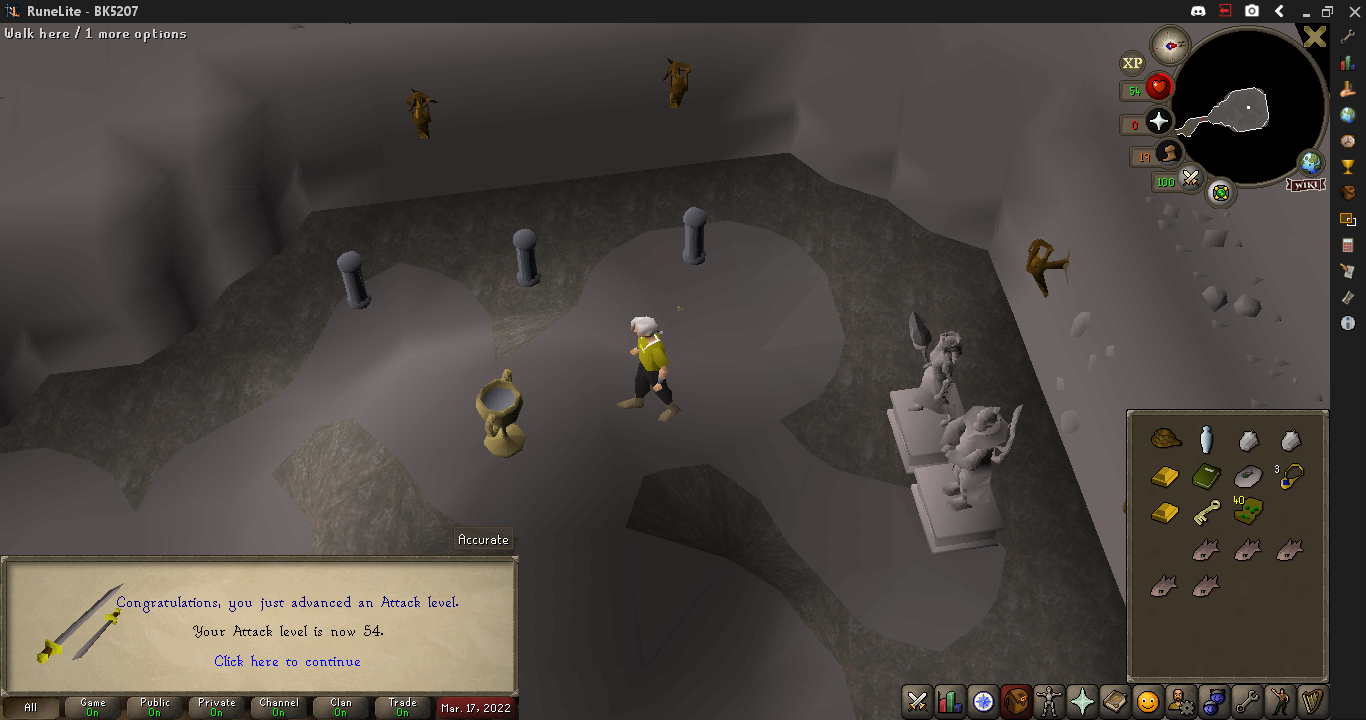 RuneLite - BK5207
Walk here / 1 more options
XP
54
0
19
100
WIKI
3
40
Accurate
Congratulations, you just advanced an Attack level.
Your Attack level is now 54.
Click here to continue
All
Game
On
Public
On
Private
On
Channel
On
Clan
On
Trade
On
Mar. 17, 2022